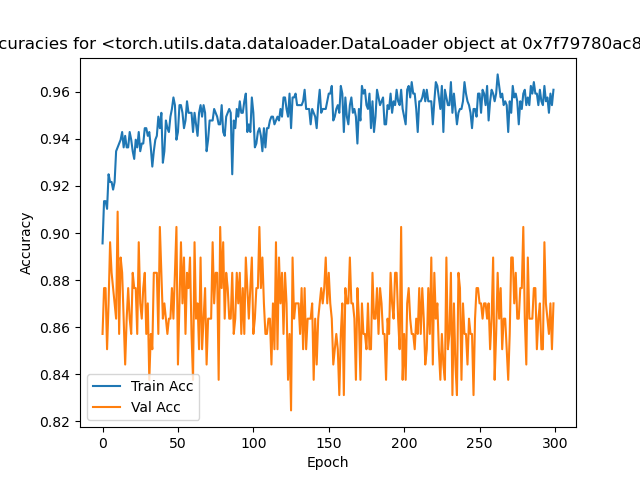 curacies for <torch.utils.data.dataloader.DataLoader object at 0x7f79780ac8
0.96
0.94
0.92
0.90
0.88
0.86
0.84
0.82
Accuracy
Train Acc
Val Acc
0 50 100 150 200 250 300
Epoch